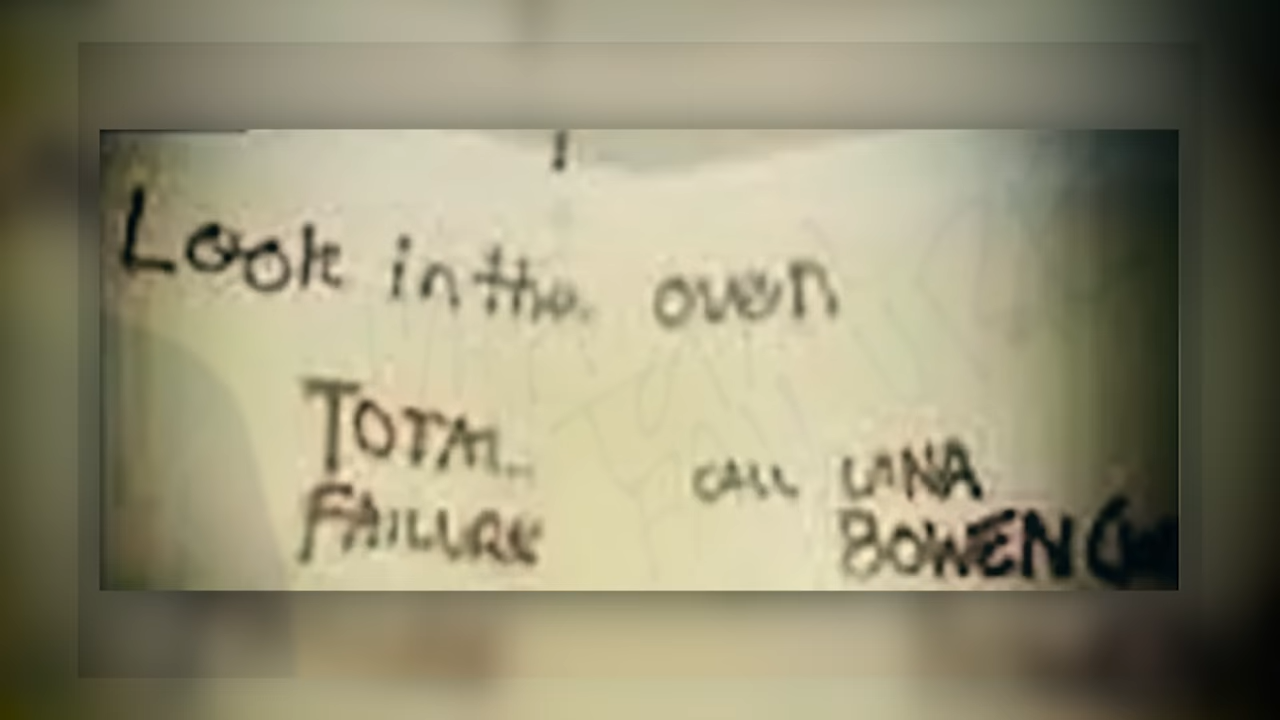 Look in the oven
TOTAL
FAILURE
CALL LANA
BOWEN